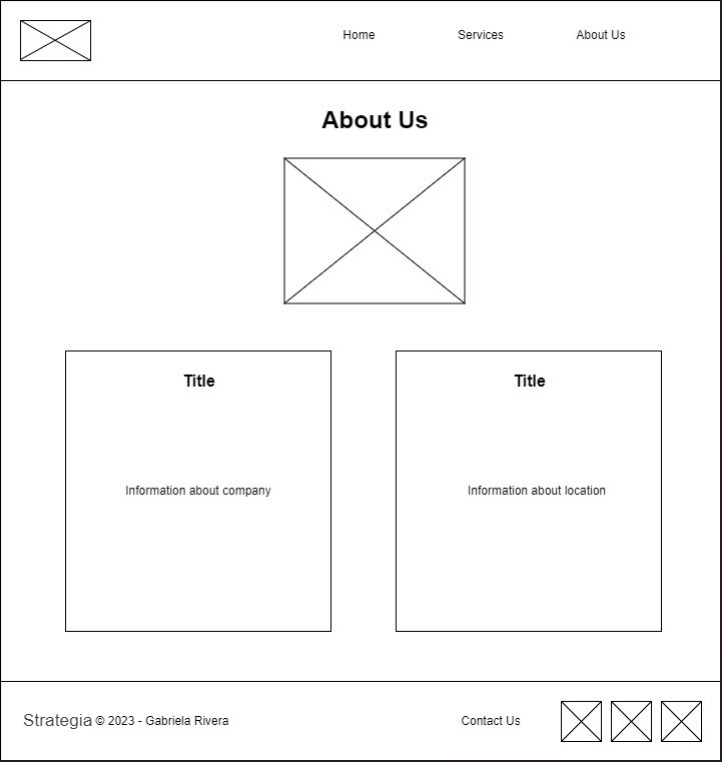 Home Services About Us
About Us
Title
Information about company
Title
Information about location
Strategia © 2023 - Gabriela Rivera Contact Us